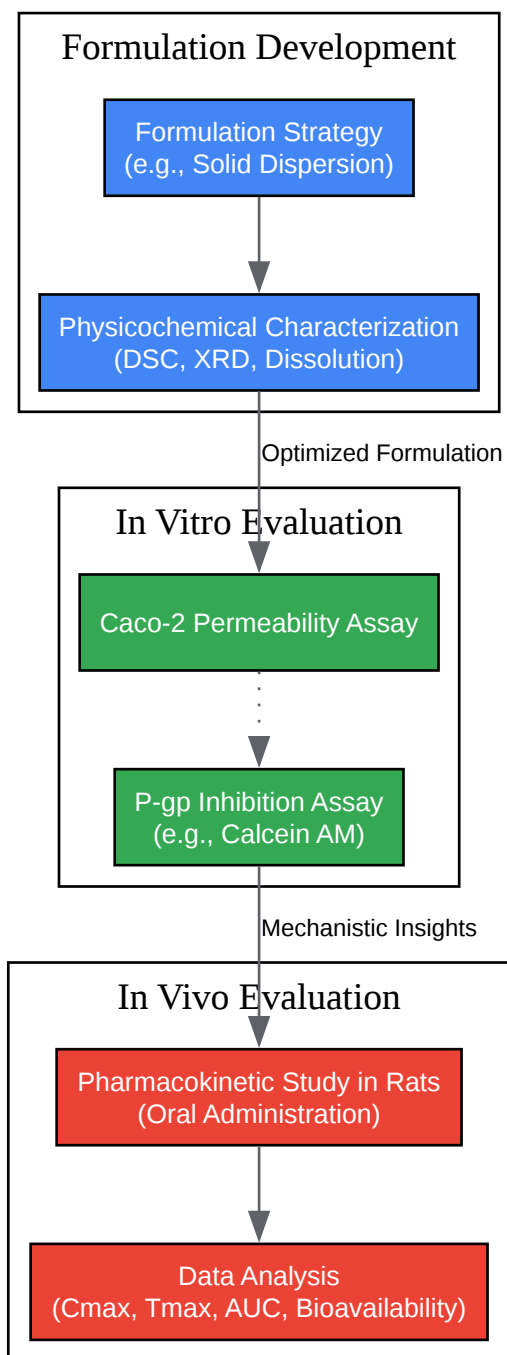 Formulation Development
Formulation Strategy
(e.g., Solid Dispersion)
Physicochemical Characterization
(DSC, XRD, Dissolution)
Optimized Formulation
In Vitro Evaluation
Caco-2 Permeability Assay
P-gp Inhibition Assay
(e.g., Calcein AM)
Mechanistic Insights
In Vivo Evaluation
Pharmacokinetic Study in Rats
(Oral Administration)
Data Analysis
(Cmax, Tmax, AUC, Bioavailability)